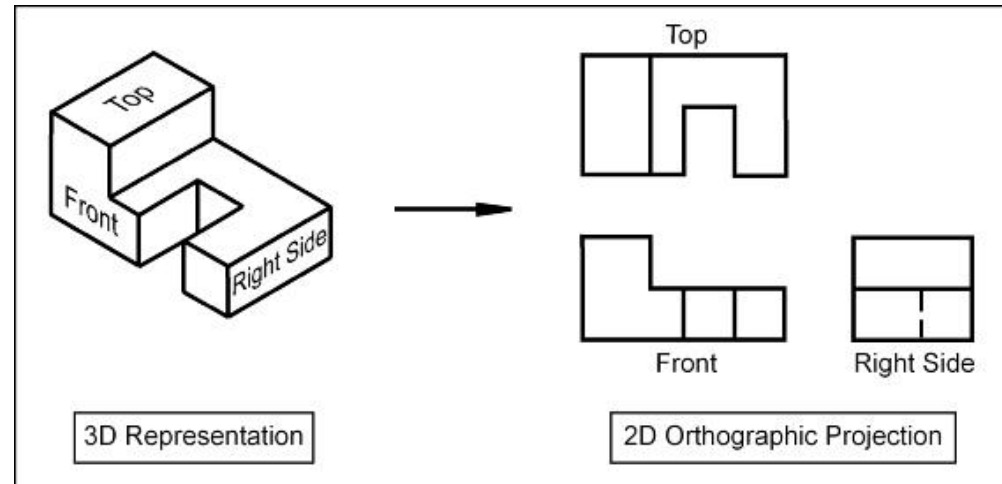 Top
Front
Right Side
Top
Front
Right Side
3D Representation
2D Orthographic Projection